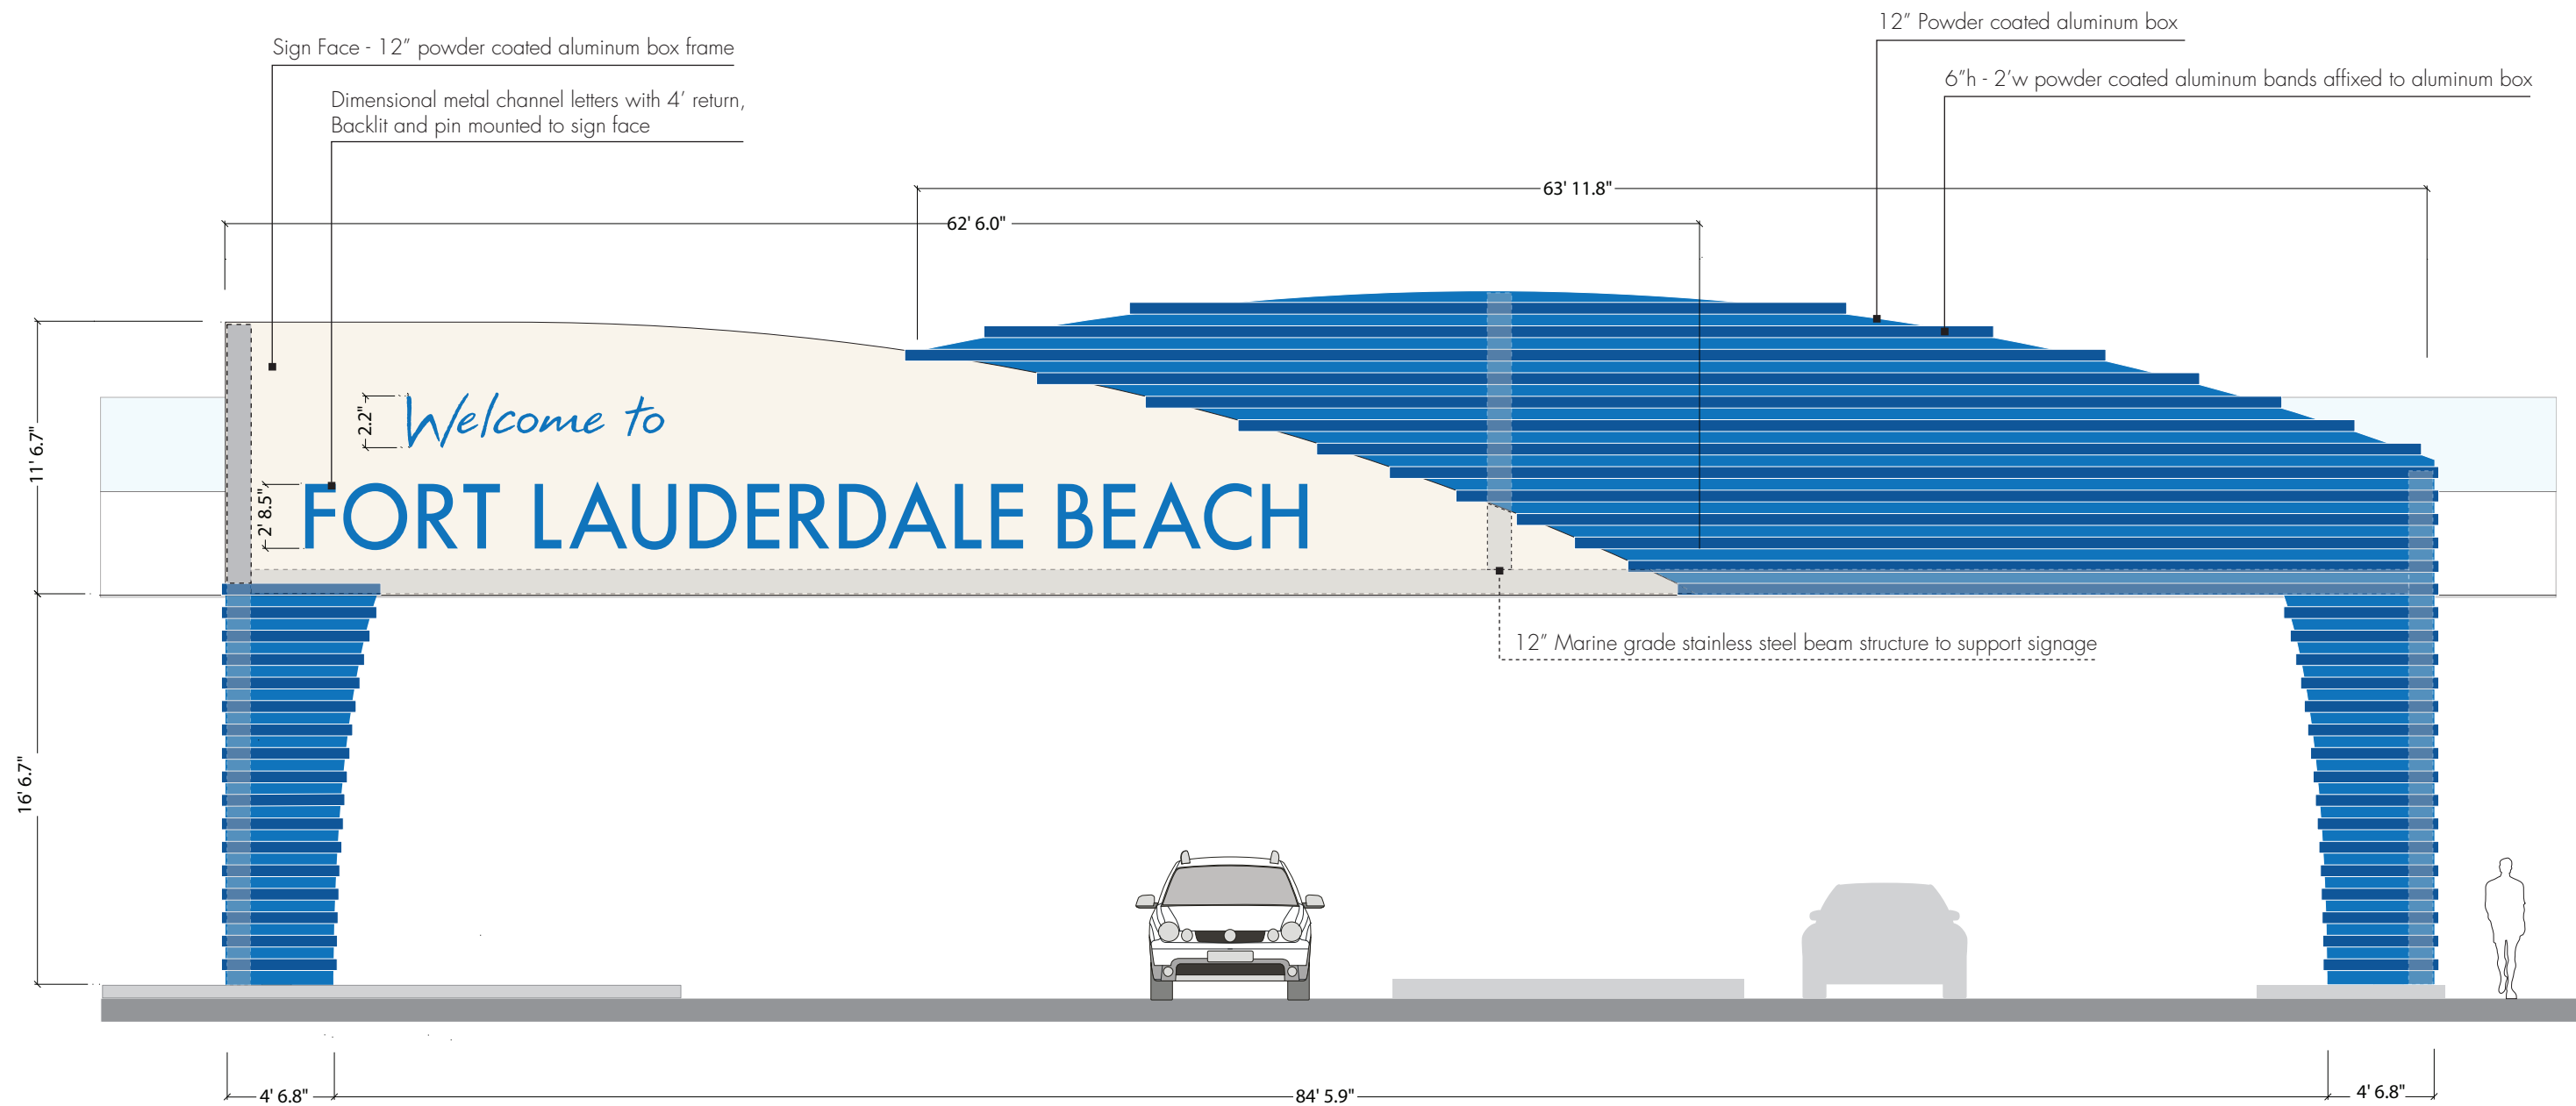 12” Powder coated aluminum box
Sign Face - 12” powder coated aluminum box frame
6”h - 2’w powder coated aluminum bands affixed to aluminum box
Dimensional metal channel letters with 4’ return,
Backlit and pin mounted to sign face
63' 11.8"
62' 6.0"
11' 6.7"
2.2"
Welcome to
2' 8.5"
FORT LAUDERDALE BEACH
12” Marine grade stainless steel beam structure to support signage
16' 6.7"
4' 6.8"
84' 5.9"
4' 6.8"